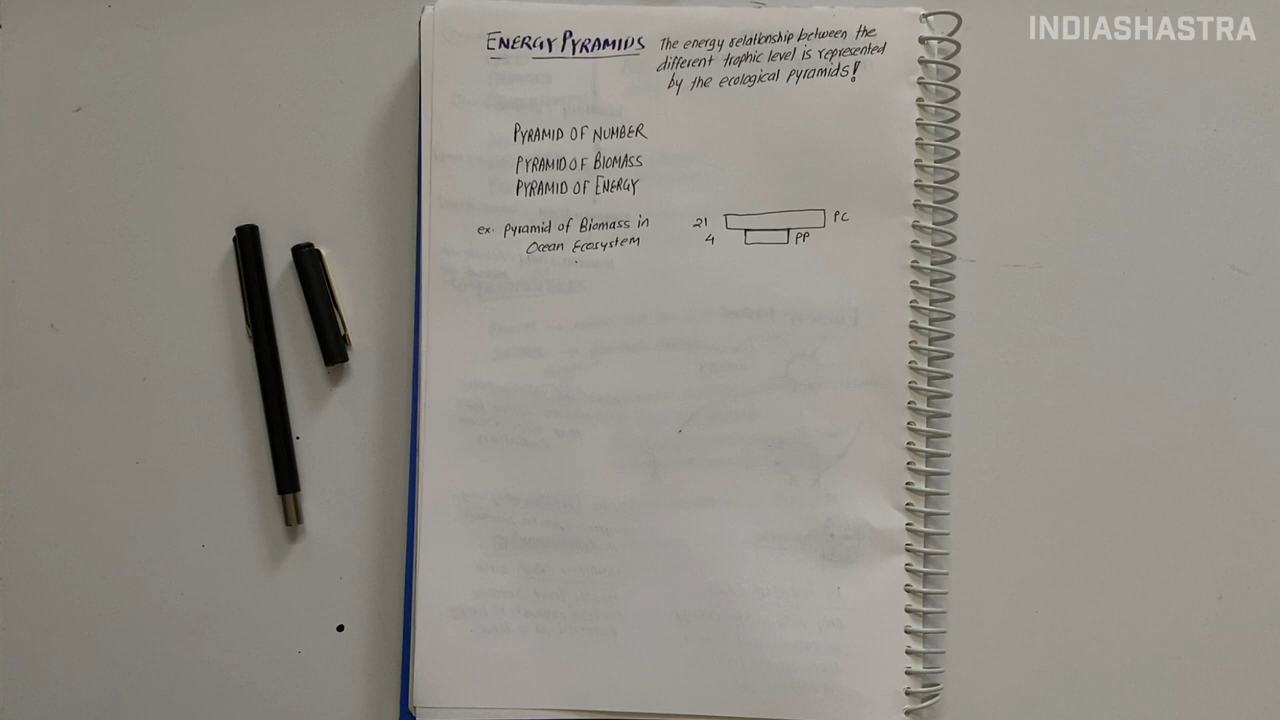 INDIASHASTRA
ENERGY PYRAMIDS The energy relationship between the
different trophic level is represented
by the ecological pyramids!
PYRAMID OF NUMBER
PYRAMID OF BIOMASS
PYRAMID OF ENERGY
ex. Pyramid of Biomass in
Ocean Ecosystem
21 PC
4 PP